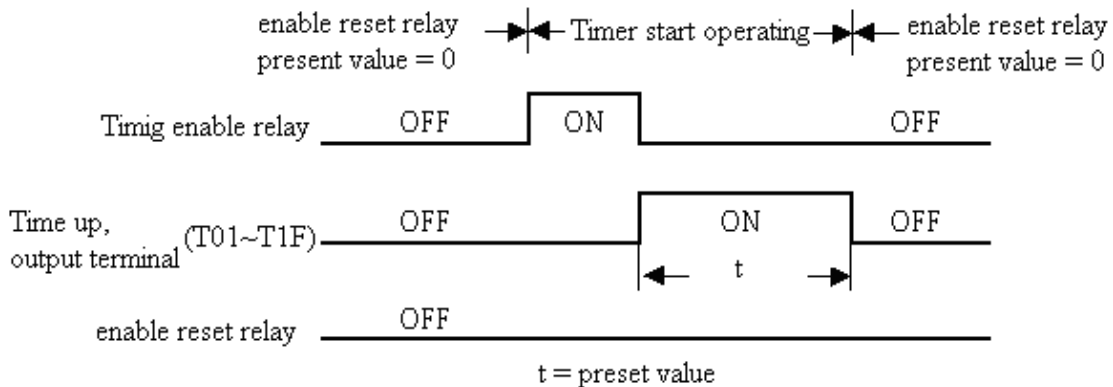 enable reset relay
present value = 0
Timer start operating
enable reset relay
present value = 0
Timig enable relay
OFF
ON
OFF
Time up,
output terminal
(T01~T1F)
OFF
ON
OFF
t
enable reset relay
OFF
t = preset value